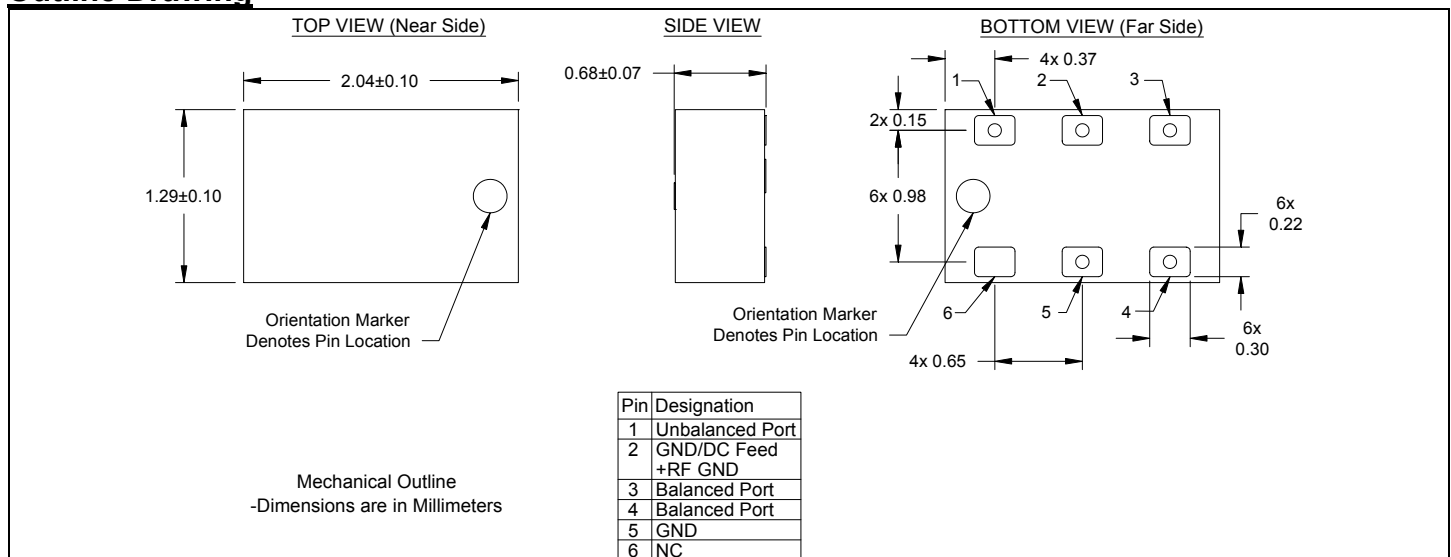 Outline Drawing
TOP VIEW (Near Side)
SIDE VIEW
BOTTOM VIEW (Far Side)
2.04±0.10
0.68±0.07
4x 0.37
1
2
3
2x 0.15
1.29±0.10
6x 0.98
6x
0.22
Orientation Marker
Denotes Pin Location
Orientation Marker
Denotes Pin Location
6
5
4
6x
0.30
4x 0.65
Pin Designation
1 Unbalanced Port
2 GND/DC Feed
+RF GND
3 Balanced Port
4 Balanced Port
5 GND
6 NC
Mechanical Outline
-Dimensions are in Millimeters